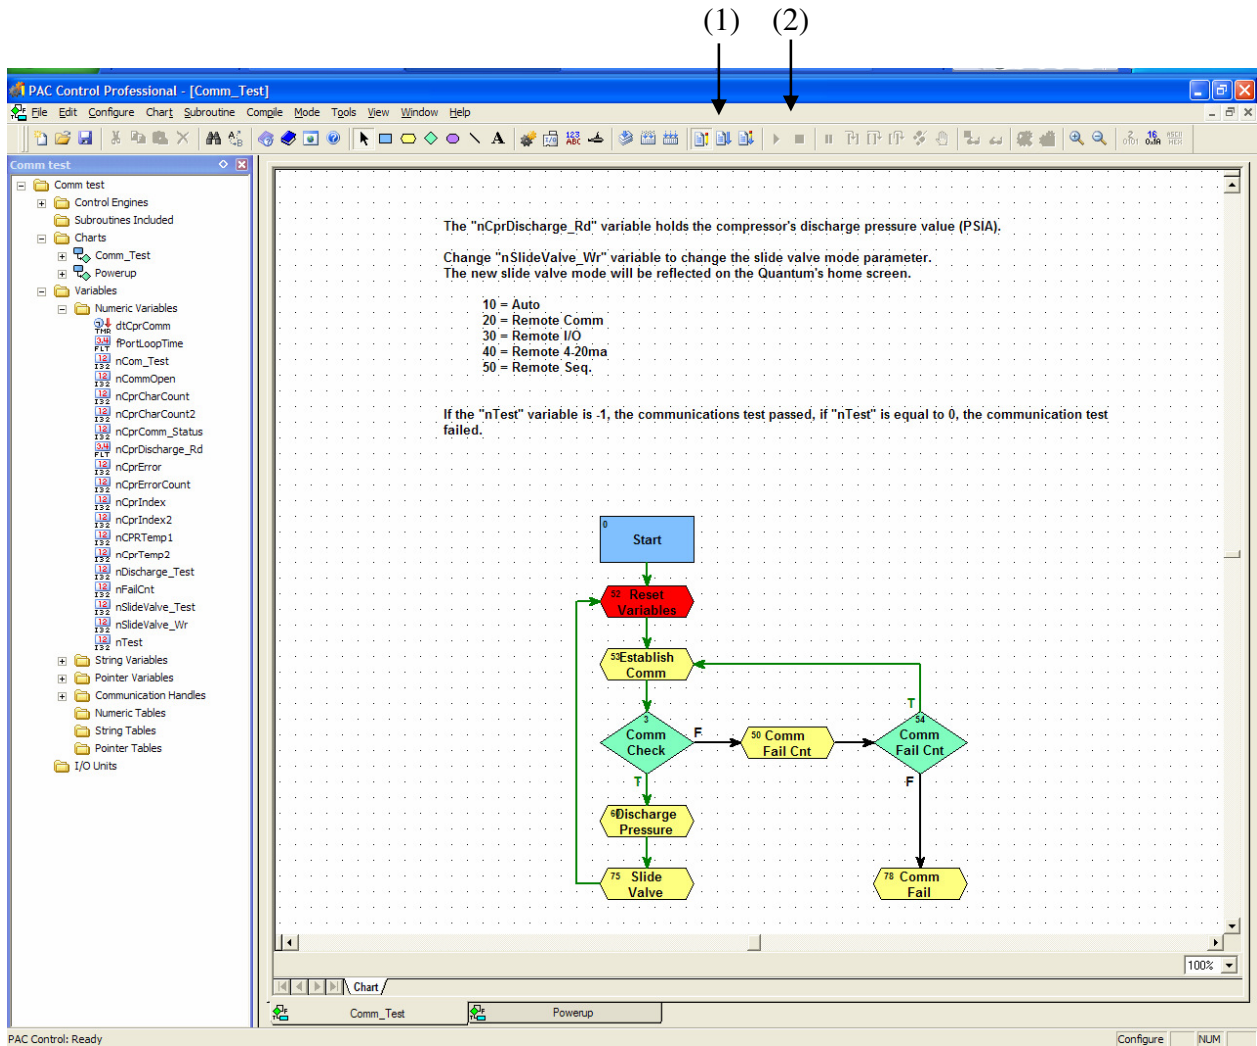 (1) (2)
PAC Control Professional - [Comm_Test]
File Edit Configure Chart Subroutine Compile Mode Tools View Window Help
Comm test
Comm test
Control Engines
Subroutines Included
Charts
Comm_Test
Powerup
Variables
Numeric Variables
dtCprComm
fPortLoopTime
nCom_Test
nCommOpen
nCprCharCount
nCprCharCount2
nCprComm_Status
nCprDischarge_Rd
nCprError
nCprErrorCount
nCprIndex
nCprIndex2
nCPRTemp1
nCprTemp2
nDischarge_Test
nFailCnt
nSlideValve_Test
nSlideValve_Wr
nTest
String Variables
Pointer Variables
Communication Handles
Numeric Tables
String Tables
Pointer Tables
I/O Units
The "nCprDischarge_Rd" variable holds the compressor's discharge pressure value (PSIA).
Change "nSlideValve_Wr" variable to change the slide valve mode parameter.
The new slide valve mode will be reflected on the Quantum's home screen.
10 = Auto
20 = Remote Comm
30 = Remote I/O
40 = Remote 4-20ma
50 = Remote Seq.
If the "nTest" variable is -1, the communications test passed, if "nTest" is equal to 0, the communication test
failed.
0
Start
52 Reset
Variables
53 Establish
Comm
3
Comm
Check
F
T
50 Comm
Fail Cnt
54
Comm
Fail Cnt
T
F
Discharge
Pressure
75 Slide
Valve
78 Comm
Fail
100%
Chart
Comm_Test Powerup
PAC Control: Ready
Configure NUM